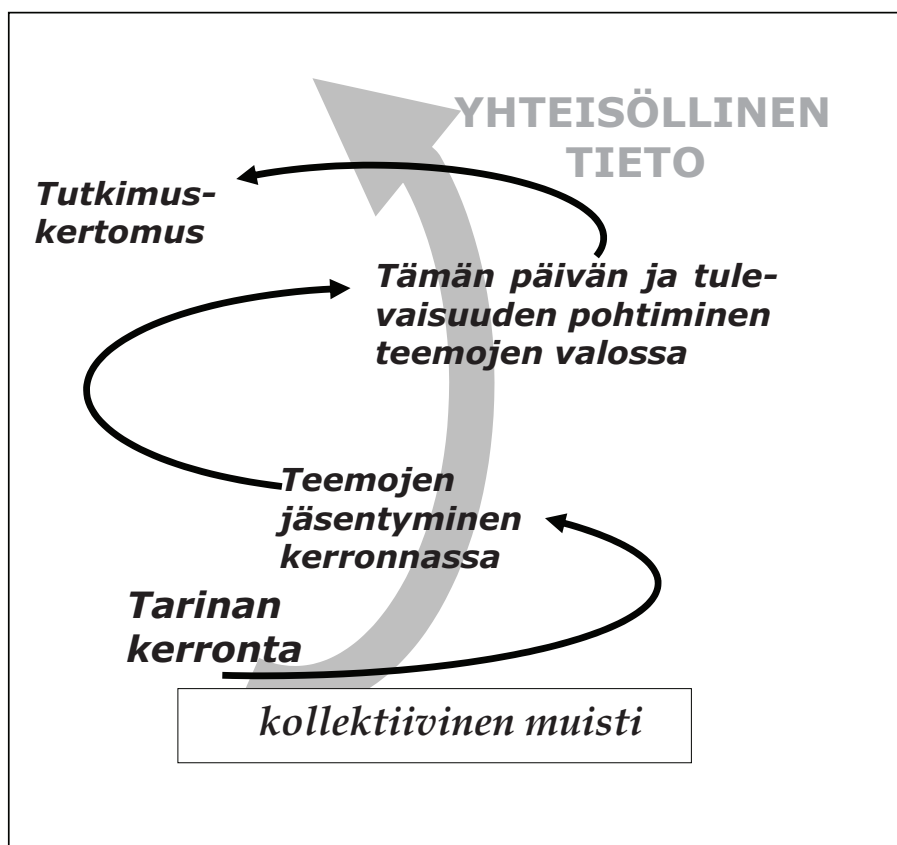 YHTEISÖLLINEN
TIETO
Tutkimus-
kertomus
Tämän päivän ja tule-
vaisuuden pohtiminen
teemojen valossa
Teemojen
jäsentyminen
kerronnassa
Tarinan
kerronta
kollektiivinen muisti